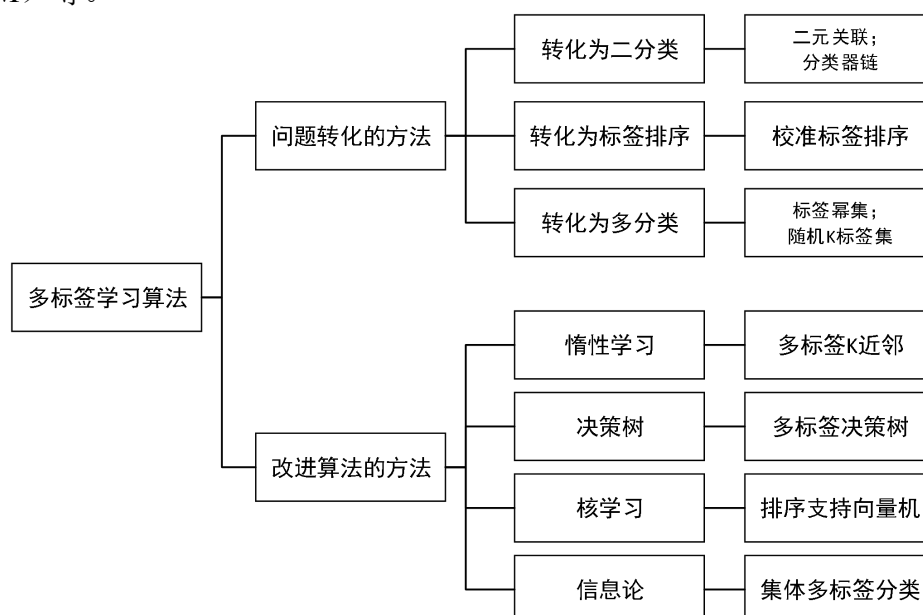 转化为二分类
二元关联;
分类器链
问题转化的方法
转化为标签排序
校准标签排序
转化为多分类
标签幂集;
随机K标签集
多标签学习算法
惰性学习
多标签K近邻
决策树
多标签决策树
改进算法的方法
核学习
排序支持向量机
信息论
集体多标签分类